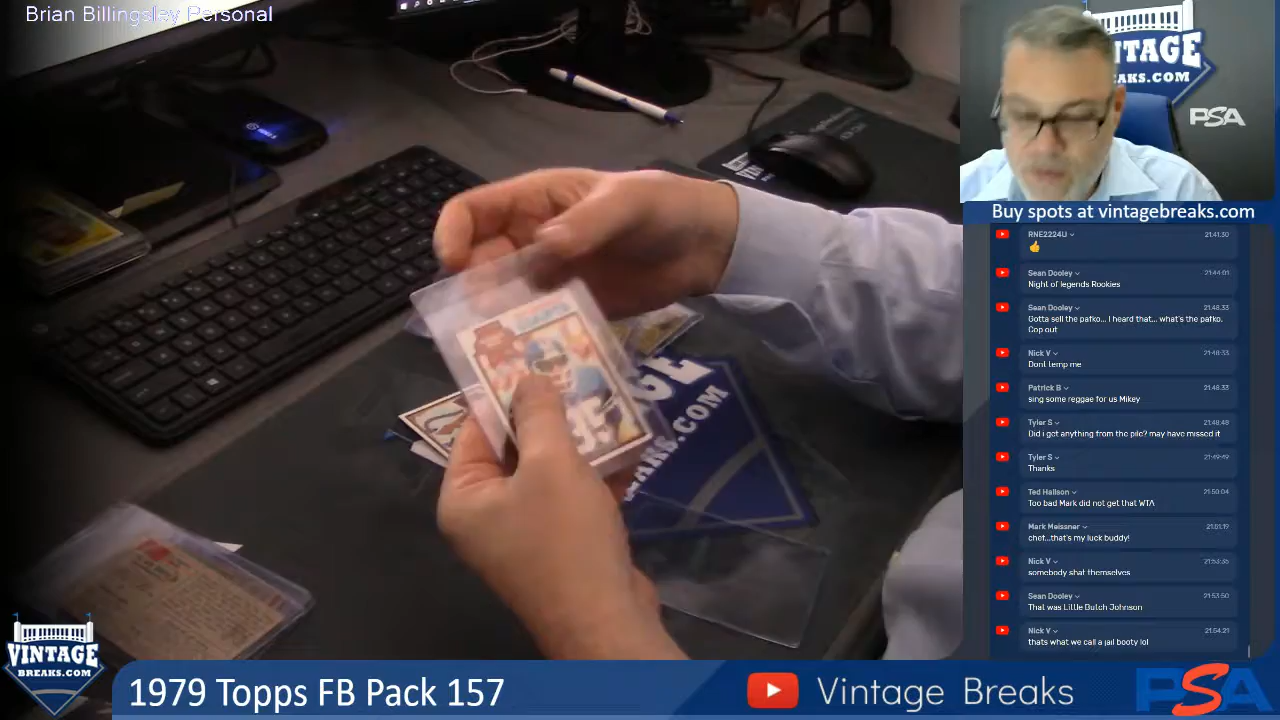 Brian Billingsley Personal
VINTAGE
BREAKS.COM
PSA
Buy spots at vintagebreaks.com
RNE2224U 21:41:30
👍
Sean Dooley 21:44:01
Night of legends Rookies
Sean Dooley 21:48:33
Gotta sell the pafko... I heard that... what's the pafko.
Cop out
Nick V 21:48:33
Dont temp me
Patrick B 21:48:33
sing some reggae for us Mikey
Tyler S 21:48:48
Did i get anything from the pile? may have missed it
Tyler S 21:49:49
Thanks
Ted Hallson 21:50:04
Too bad Mark did not get that WTA
Mark Meissner 21:51:19
chef...that's my luck buddy!
Nick V 21:53:35
somebody shat themselves
Sean Dooley 21:53:50
That was Little Butch Johnson
Nick V 21:54:21
thats what we call a jail booty lol
VINTAGE
BREAKS.COM
1979 Topps FB Pack 157
Vintage Breaks
PSA